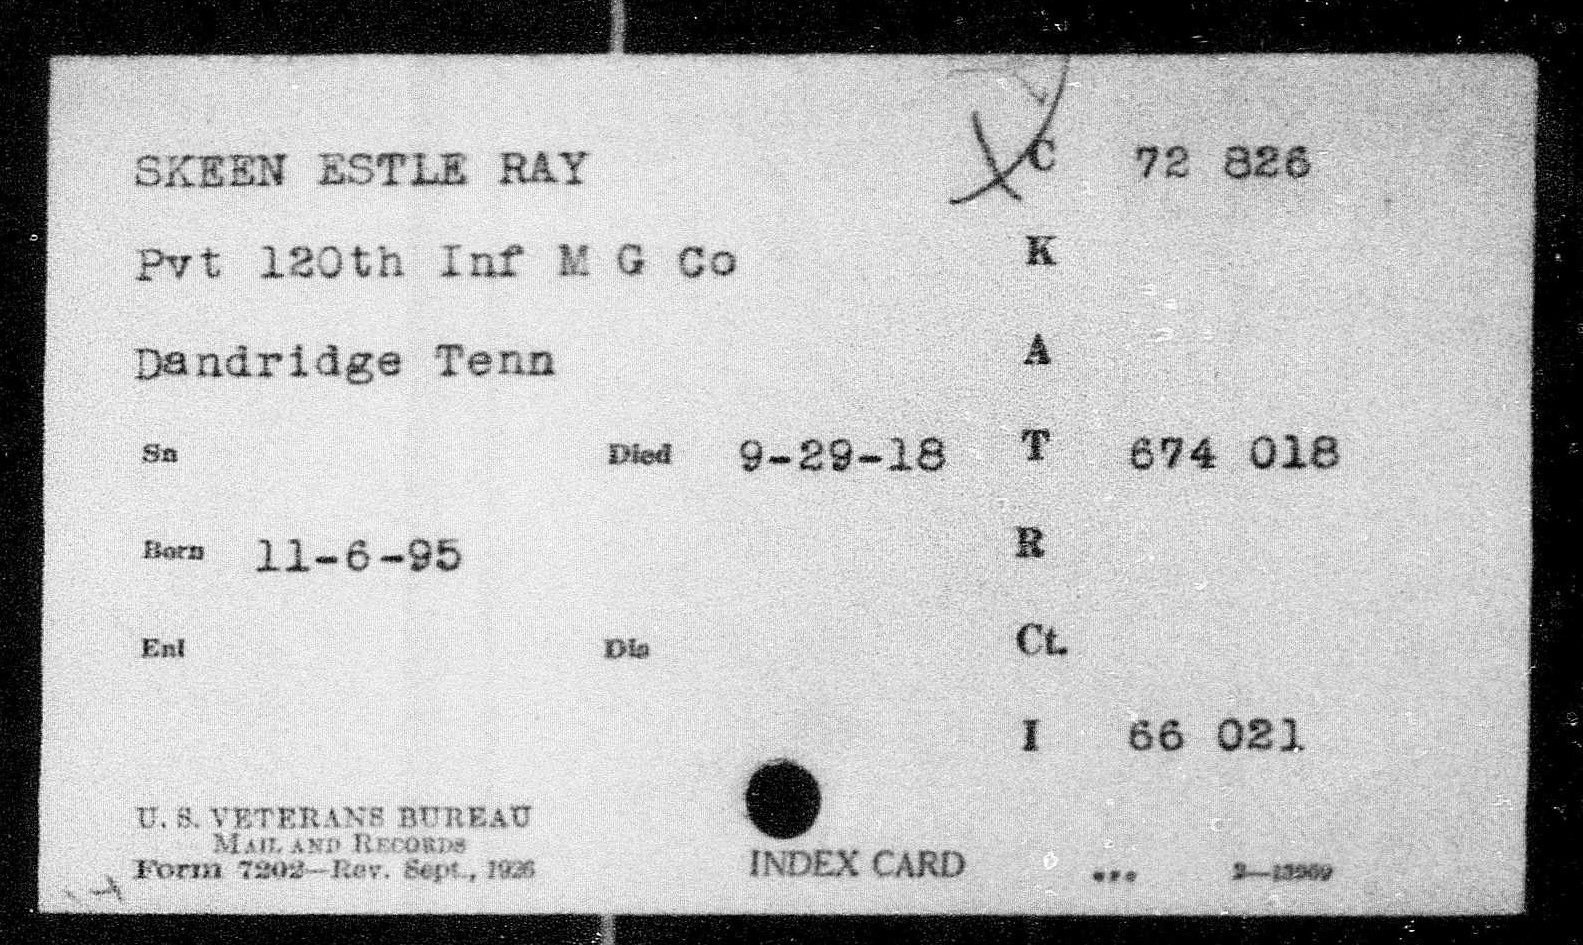 SKEEN ESTLE RAY C 72 826
Pvt 120th Inf M G Co K
Dandridge Tenn A
Sn Died 9-29-18 T 674 018
Born 11-6-95 R
Enl Dis Ct.
I 66 021
U. S. VETERANS BUREAU
MAIL AND RECORDS
Form 7202—Rev. Sept., 1926
INDEX CARD